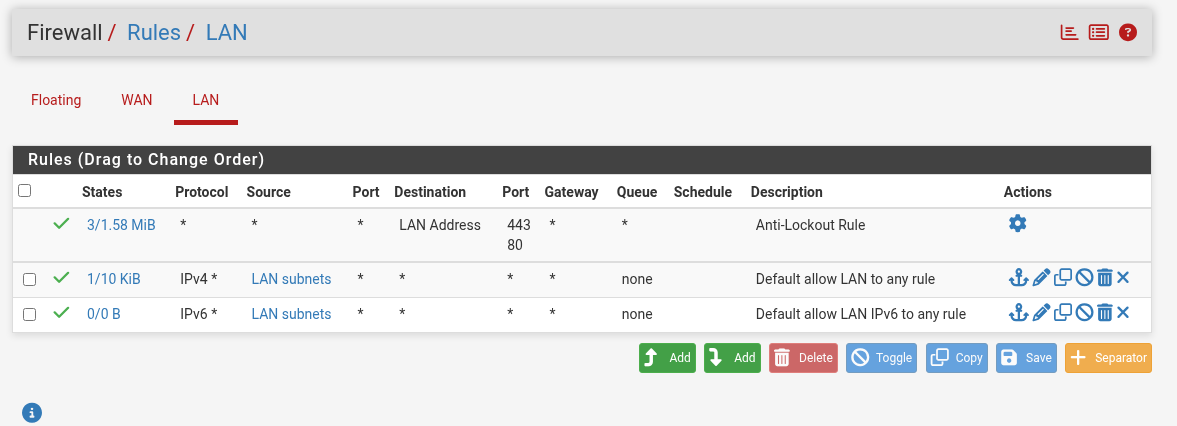 Firewall / Rules / LAN
Floating WAN LAN
Rules (Drag to Change Order)
States Protocol Source Port Destination Port Gateway Queue Schedule Description Actions
3/1.58 MiB * * * LAN Address 443 * * Anti-Lockout Rule
80
1/10 KiB IPv4 * LAN subnets * * * * none Default allow LAN to any rule
0/0 B IPv6 * LAN subnets * * * * none Default allow LAN IPv6 to any rule
Add Add Delete Toggle Copy Save Separator